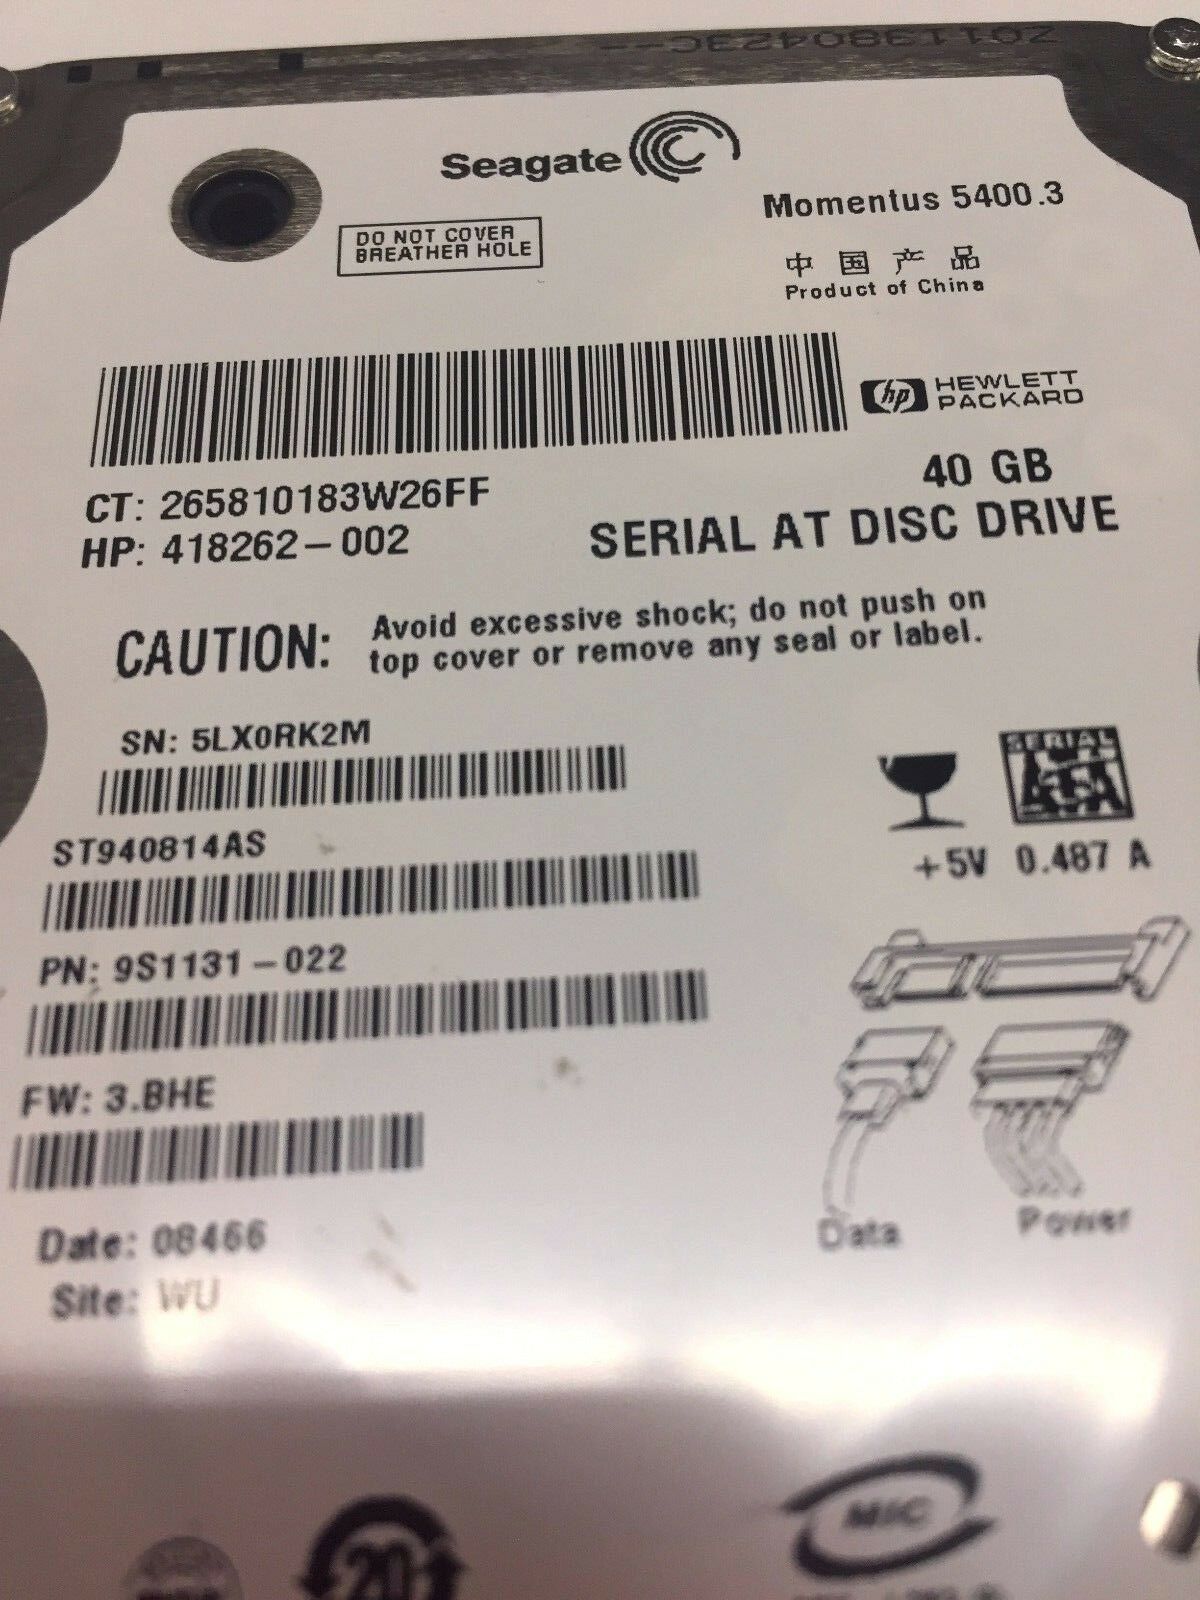 Seagate
Momentus 5400.3
DO NOT COVER
BREATHER HOLE
中国产品
Product of China
hp HEWLETT
PACKARD
CT: 265810183W26FF
HP: 418262-002
40 GB
SERIAL AT DISC DRIVE
CAUTION: Avoid excessive shock; do not push on
top cover or remove any seal or label.
SN: 5LX0RK2M
SERIAL
ATA
ST940814AS
+5V 0.487 A
PN: 9S1131-022
FW: 3.BHE
Data
Power
Date: 08466
Site: WU
20
MIC